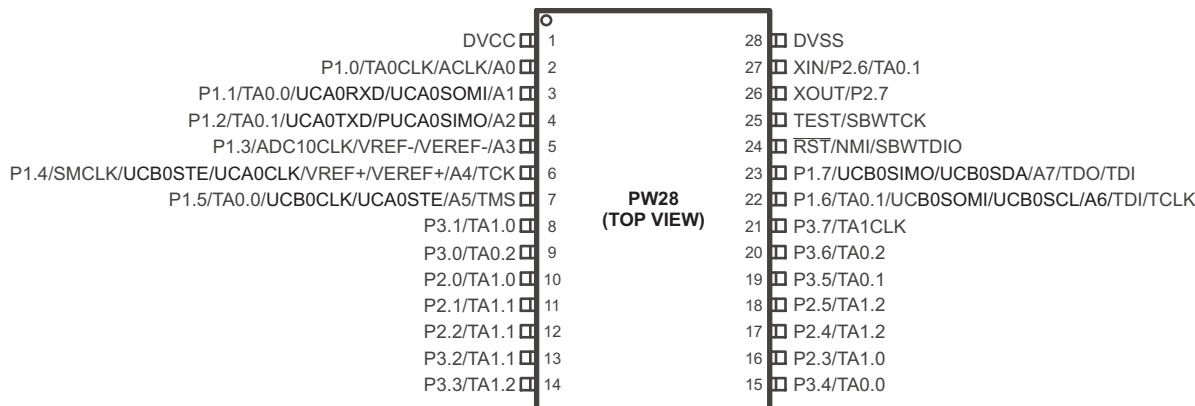 DVCC 1 28 DVSS
P1.0/TA0CLK/ACLK/A0 2 27 XIN/P2.6/TA0.1
P1.1/TA0.0/UCA0RXD/UCA0SOMI/A1 3 26 XOUT/P2.7
P1.2/TA0.1/UCA0TXD/PUCA0SIMO/A2 4 25 TEST/SBWTCK
P1.3/ADC10CLK/VREF-/VEREF-/A3 5 24 RST/NMI/SBWTDIO
P1.4/SMCLK/UCB0STE/UCA0CLK/VREF+/VEREF+/A4/TCK 6 23 P1.7/UCB0SIMO/UCB0SDA/A7/TDO/TDI
P1.5/TA0.0/UCB0CLK/UCA0STE/A5/TMS 7 PW28 22 P1.6/TA0.1/UCB0SOMI/UCB0SCL/A6/TDI/TCLK
P3.1/TA1.0 8 (TOP VIEW) 21 P3.7/TA1CLK
P3.0/TA0.2 9 20 P3.6/TA0.2
P2.0/TA1.0 10 19 P3.5/TA0.1
P2.1/TA1.1 11 18 P2.5/TA1.2
P2.2/TA1.1 12 17 P2.4/TA1.2
P3.2/TA1.1 13 16 P2.3/TA1.0
P3.3/TA1.2 14 15 P3.4/TA0.0